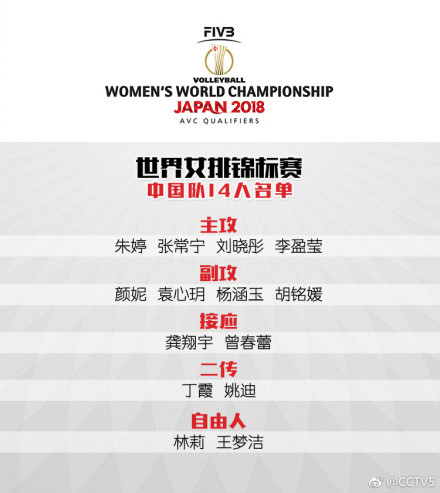 FIVB
VOLLEYBALL
WOMEN'S WORLD CHAMPIONSHIP
JAPAN 2018
AVC QUALIFIERS
世界女排锦标赛
中国队14人名单
主攻
朱婷 张常宁 刘晓彤 李盈莹
副攻
颜妮 袁心玥 杨涵玉 胡铭媛
接应
龚翔宇 曾春蕾
二传
丁霞 姚迪
自由人
林莉 王梦洁
@CCTV5